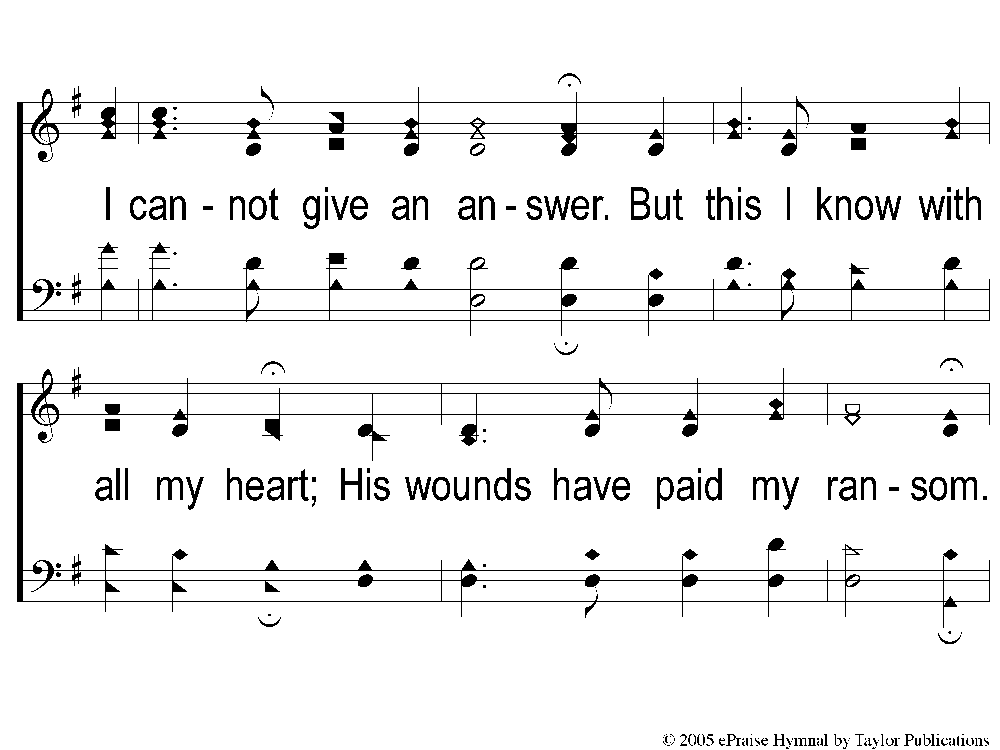 I can - not give an an - swer. But this I know with
all my heart; His wounds have paid my ran - som.
© 2005 ePraise Hymnal by Taylor Publications